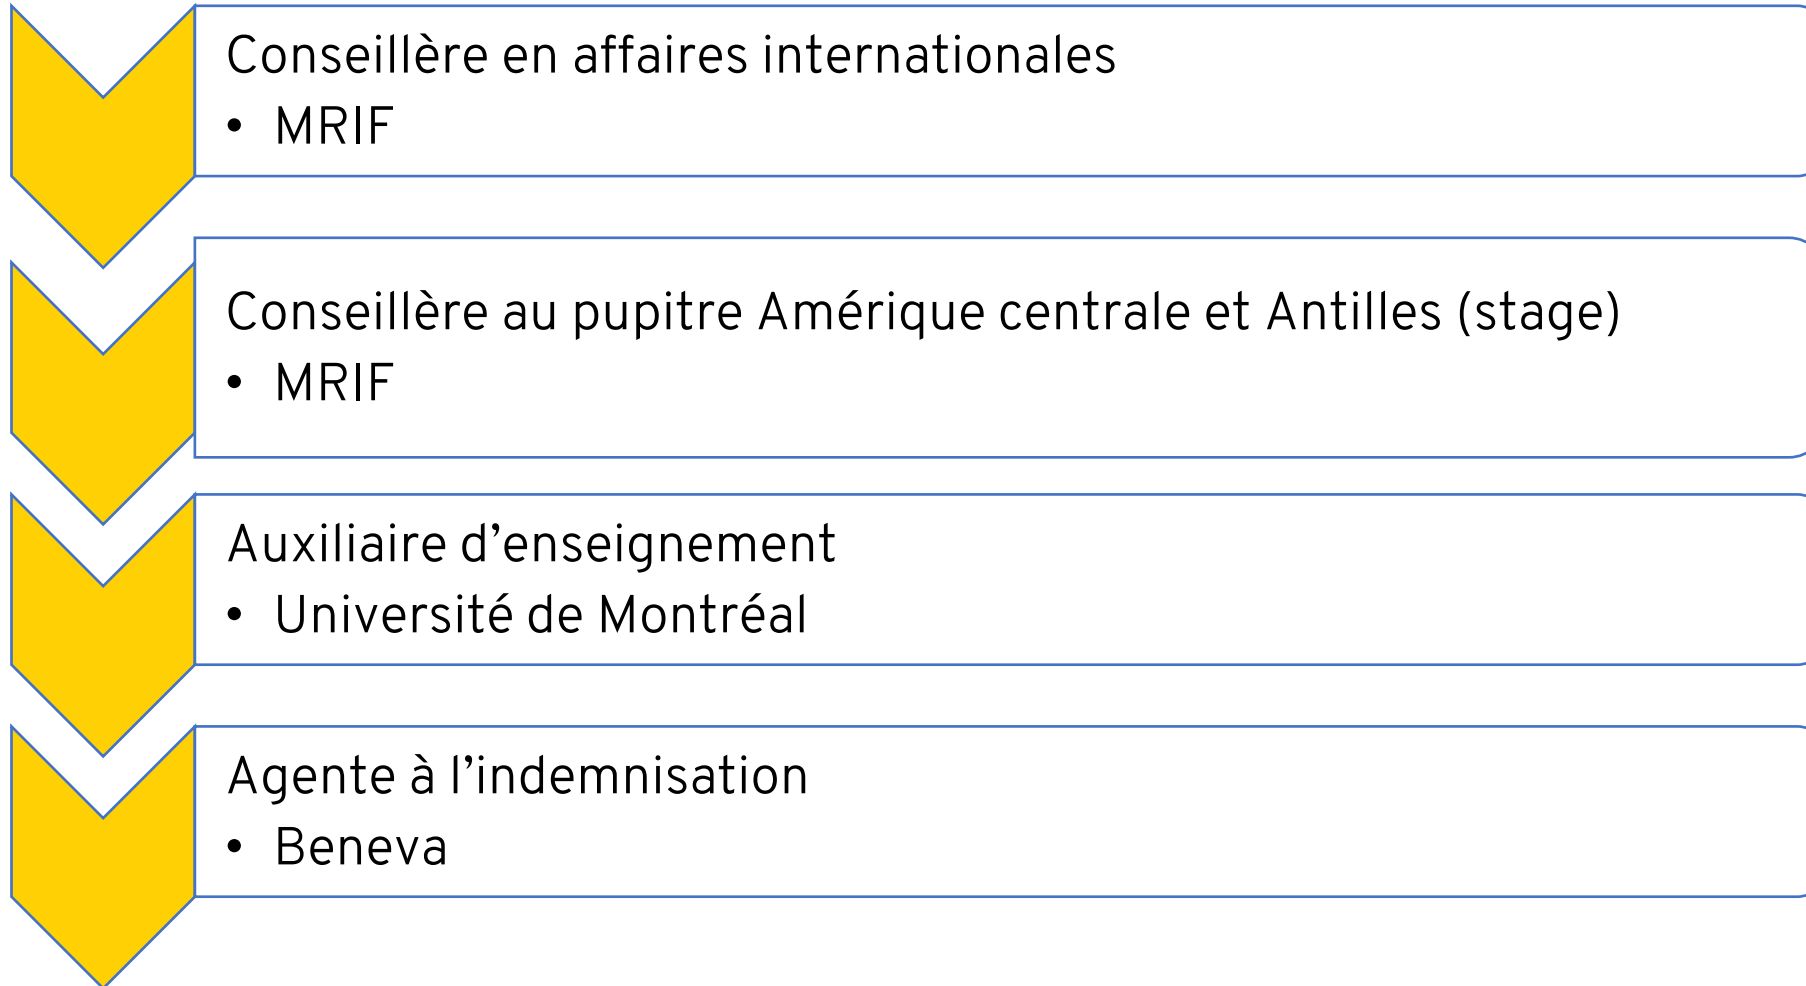 Conseillère en affaires internationales
• MRIF
Conseillère au pupitre Amérique centrale et Antilles (stage)
• MRIF
Auxiliaire d’enseignement
• Université de Montréal
Agente à l’indemnisation
• Beneva